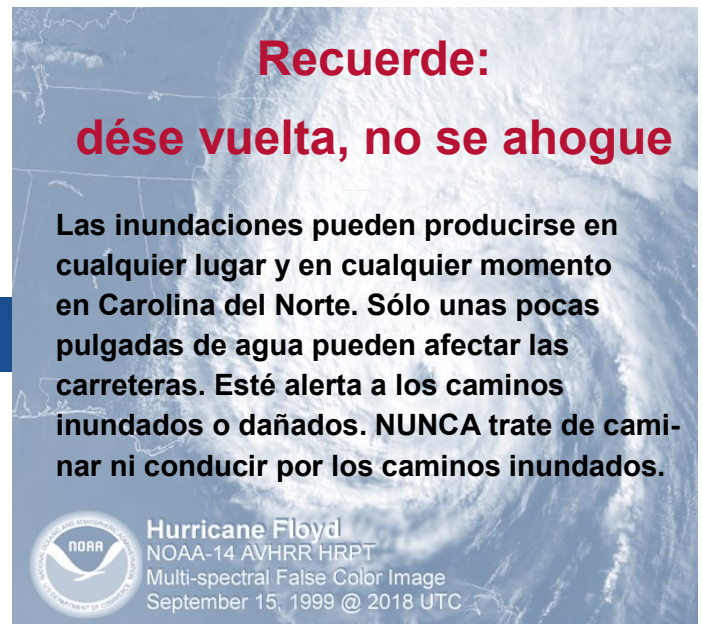 Recuerde:
dése vuelta, no se ahogue
Las inundaciones pueden producirse en
cualquier lugar y en cualquier momento
en Carolina del Norte. Sólo unas pocas
pulgadas de agua pueden afectar las
carreteras. Esté alerta a los caminos
inundados o dañados. NUNCA trate de cami-
nar ni conducir por los caminos inundados.
NOAA
Hurricane Floyd
NOAA-14 AVHRR HRPT
Multi-spectral False Color Image
September 15, 1999 @ 2018 UTC